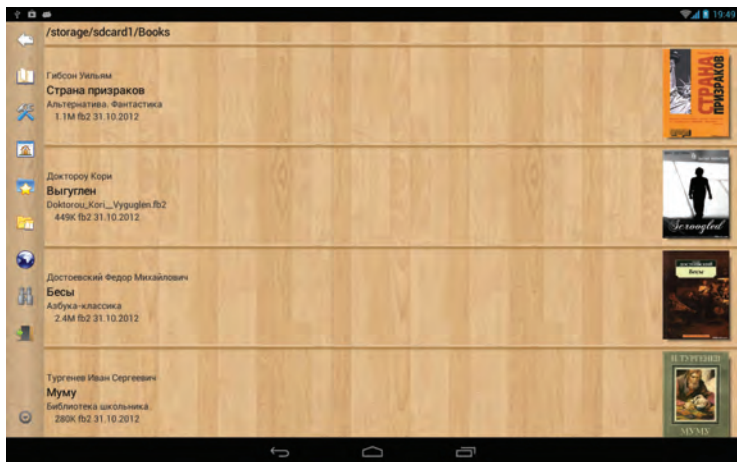 19:49
/storage/sdcard1/Books
Гибсон Уильям
Страна призраков
Альтернатива. Фантастика
1.1M fb2 31.10.2012
СТРАНА
ПРИЗРАКОВ
Доктороу Кори
Выгуглен
Doktorou_Kori__Vyguglen.fb2
449K fb2 31.10.2012
Scroogled
Достоевский Федор Михайлович
Бесы
Азбука-классика
2.4M fb2 31.10.2012
Бесы
Тургенев Иван Сергеевич
Муму
Библиотека школьника.
280K fb2 31.10.2012
И. ТУРГЕНЕВ
МУМУ